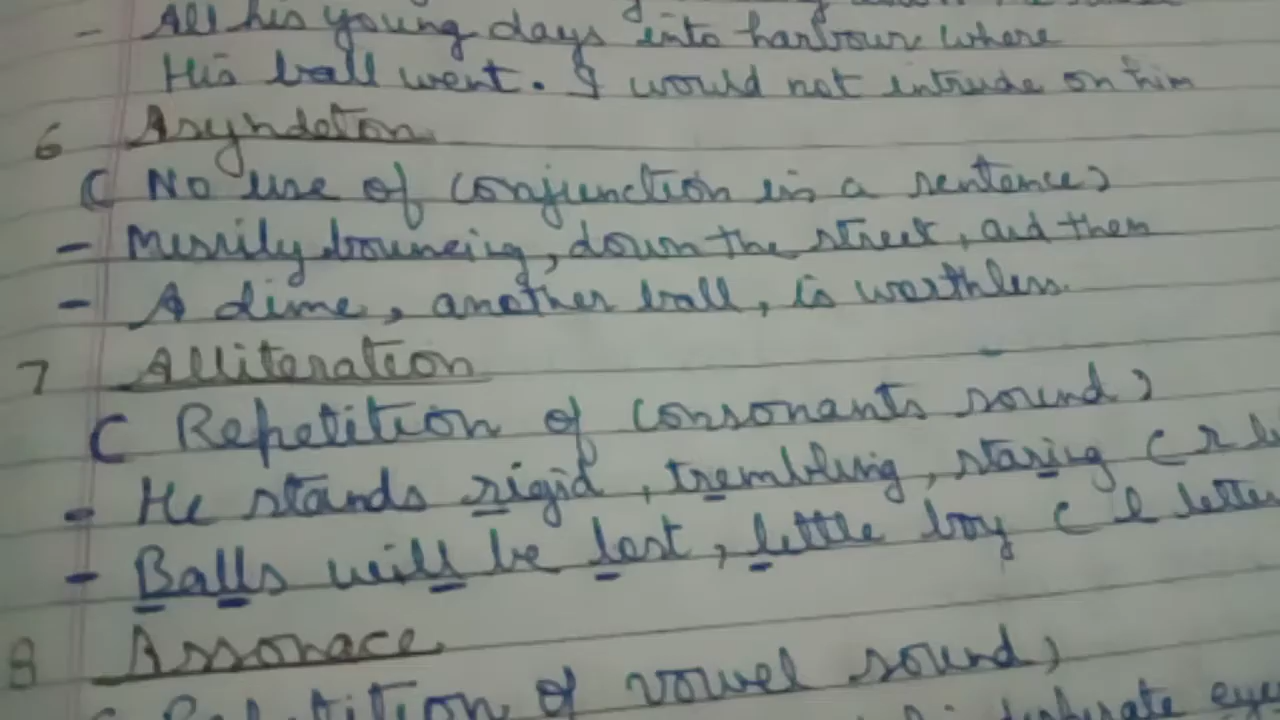 - All his young days into harbour where
His ball went. I would not intrude on him
6 Asyndeton
( No use of conjunction in a sentence)
- Merrily bouncing, down the street, and then
- A dime, another ball, is worthless.
7 Alliteration
( Repetition of consonants sound)
- He stands rigid, trembling, staring ( r le
- Balls will be lost, little boy ( l letter
8 Assonace
( Repetition of vowel sound)
desperate eyes